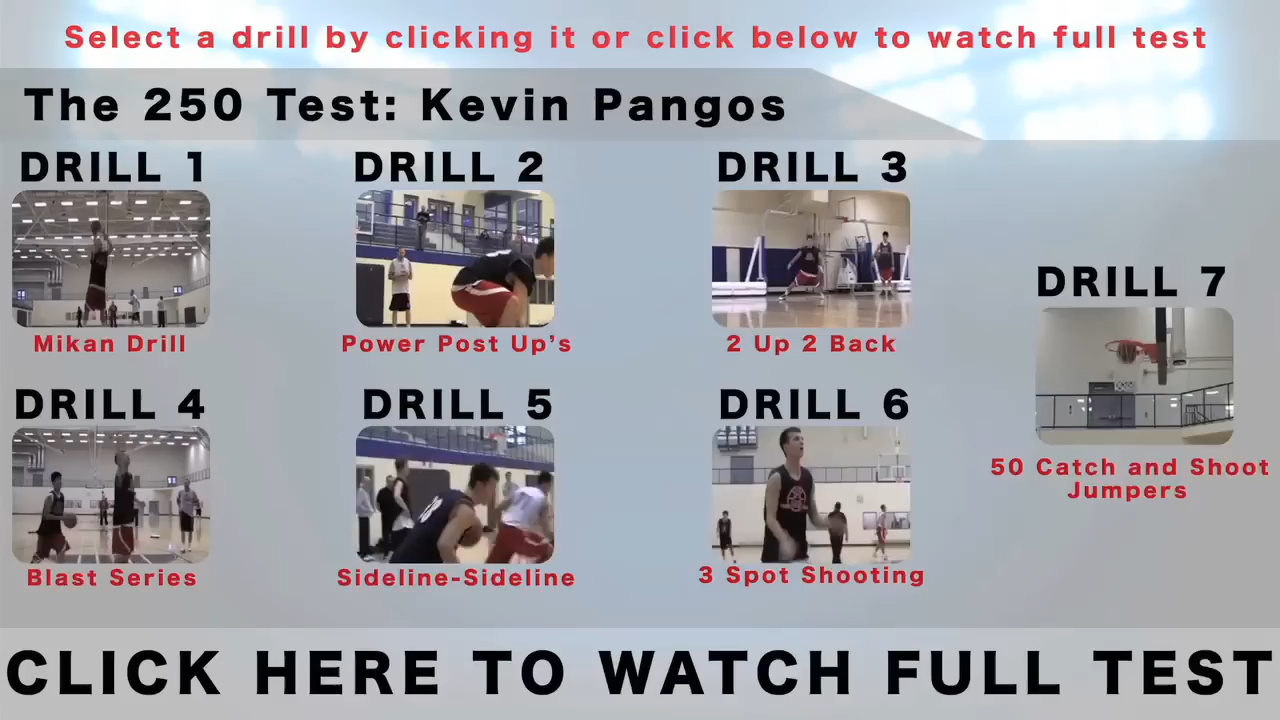 Select a drill by clicking it or click below to watch full test
The 250 Test: Kevin Pangos
DRILL 1
Mikan Drill
DRILL 2
Power Post Up’s
DRILL 3
2 Up 2 Back
DRILL 4
Blast Series
DRILL 5
Sideline-Sideline
DRILL 6
3 Spot Shooting
DRILL 7
50 Catch and Shoot
Jumpers
CLICK HERE TO WATCH FULL TEST